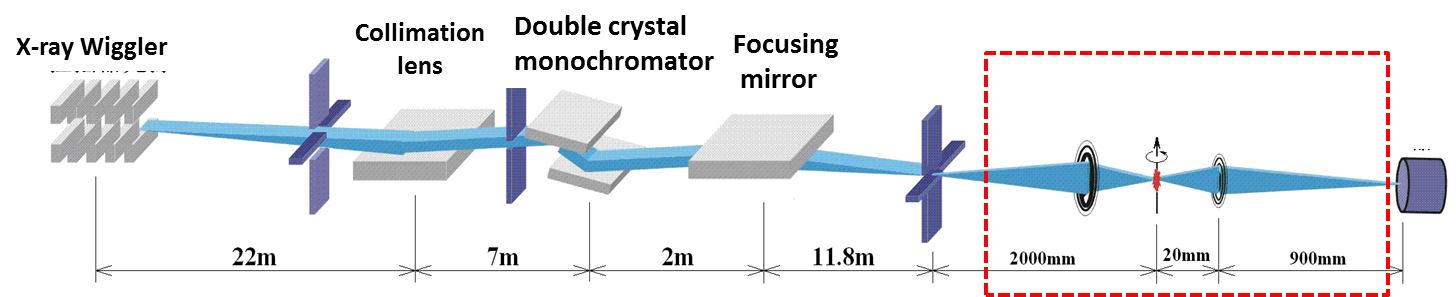 X-ray Wiggler
Collimation
lens
Double crystal
monochromator
Focusing
mirror
22m
7m
2m
11.8m
2000mm
20mm
900mm